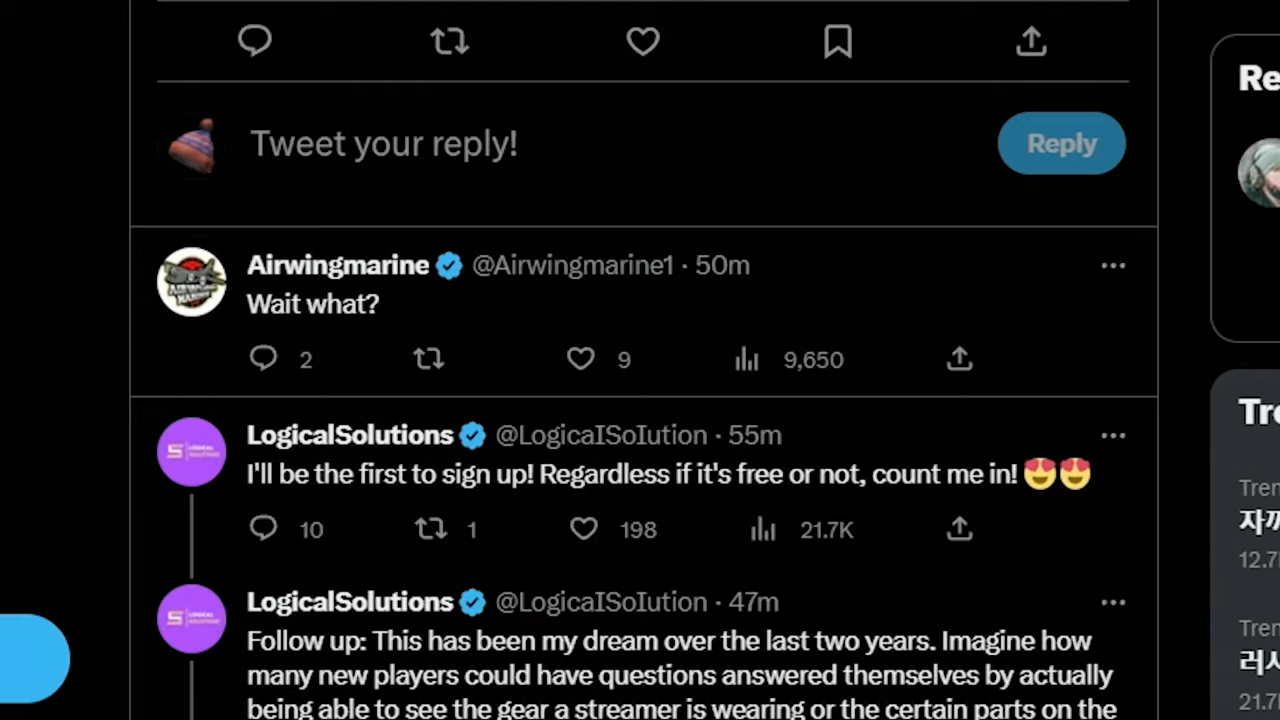 Tweet your reply!
Reply
Airwingmarine @Airwingmarine1 · 50m
Wait what?
2 9 9,650
LogicalSolutions @LogicaISoIution · 55m
I'll be the first to sign up! Regardless if it's free or not, count me in! 😍😍
10 1 198 21.7K
LogicalSolutions @LogicaISoIution · 47m
Follow up: This has been my dream over the last two years. Imagine how
many new players could have questions answered themselves by actually
being able to see the gear a streamer is wearing or the certain parts on the
Re
Tre
Tren
12.7
Tren
러시
21.7